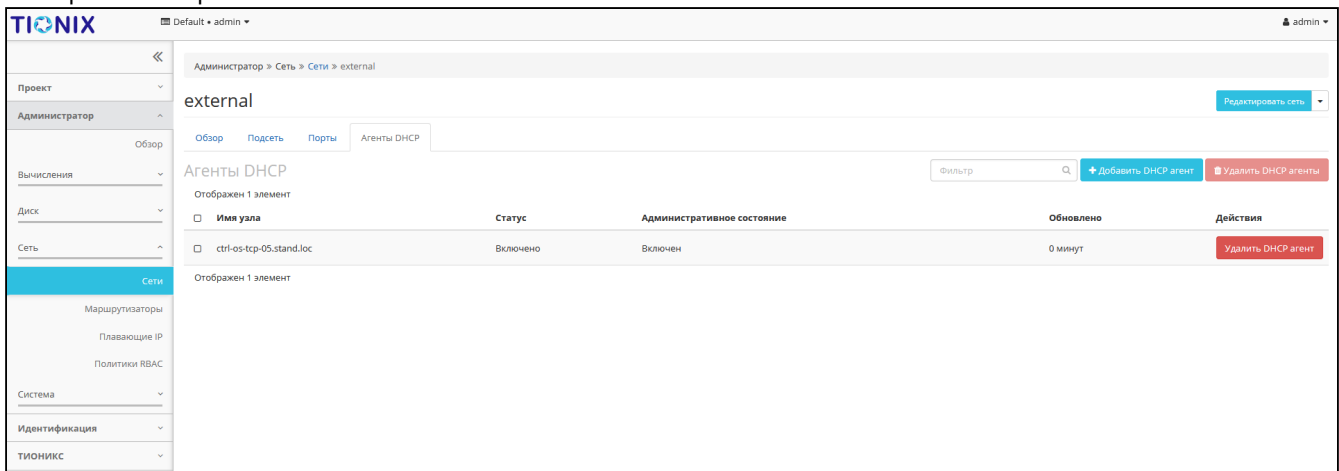 TIONIX
Default • admin
admin
Администратор » Сеть » Сети » external
Проект
Администратор
Обзор
Вычисления
Диск
Сеть
Сети
Маршрутизаторы
Плавающие IP
Политики RBAC
Система
Идентификация
ТИОНИКС
external
Редактировать сеть
Обзор Подсеть Порты Агенты DHCP
Агенты DHCP
Фильтр
Добавить DHCP агент
Удалить DHCP агенты
Отображен 1 элемент
Имя узла Статус Административное состояние Обновлено Действия
ctrl-os-tcp-05.stand.loc Включено Включен 0 минут Удалить DHCP агент
Отображен 1 элемент